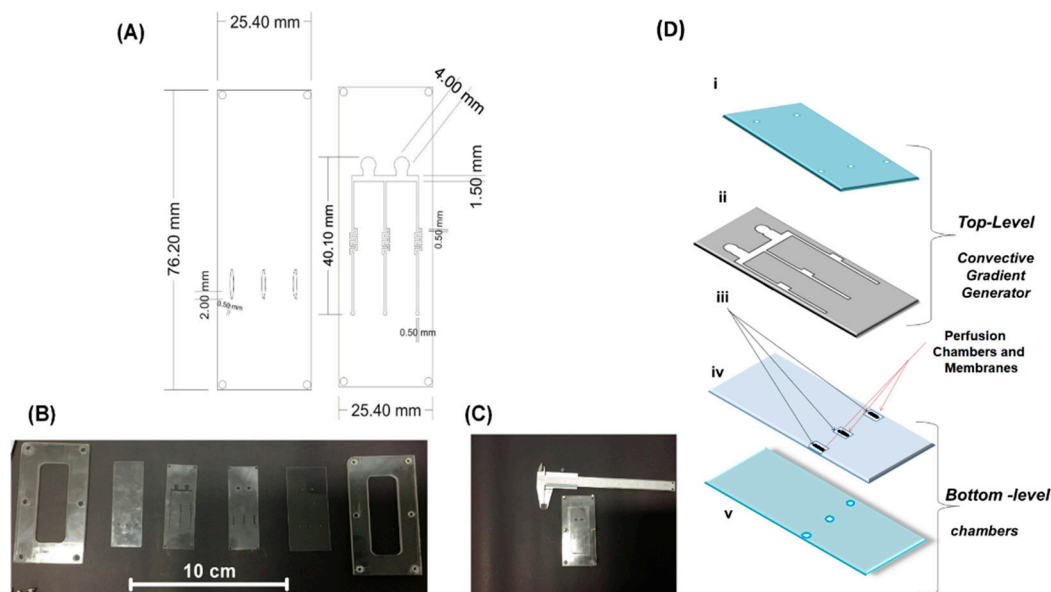 (A)
25.40 mm
76.20 mm
2.00 mm
0.50 mm
4.00 mm
1.50 mm
40.10 mm
0.50 mm
0.50 mm
25.40 mm
(B)
10 cm
(C)
(D)
i
ii
iii
iv
v
Top-Level
Convective
Gradient
Generator
Perfusion
Chambers and
Membranes
Bottom -level
chambers